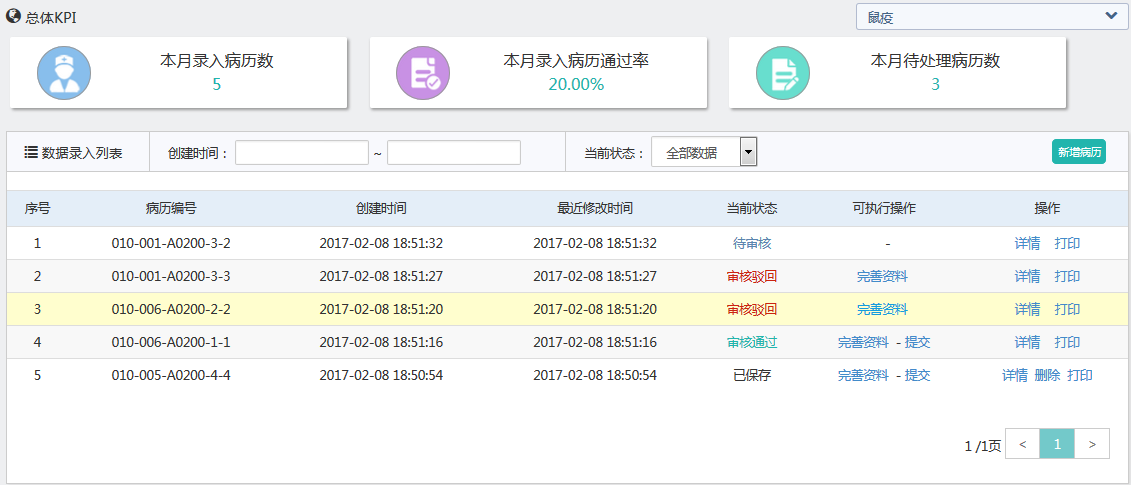 总体KPI 鼠疫
本月录入病历数 本月录入病历通过率 本月待处理病历数
5 20.00% 3
数据录入列表 创建时间： ~ 当前状态： 全部数据 新增病历
序号 病历编号 创建时间 最近修改时间 当前状态 可执行操作 操作
1 010-001-A0200-3-2 2017-02-08 18:51:32 2017-02-08 18:51:32 待审核 - 详情 打印
2 010-001-A0200-3-3 2017-02-08 18:51:27 2017-02-08 18:51:27 审核驳回 完善资料 详情 打印
3 010-006-A0200-2-2 2017-02-08 18:51:20 2017-02-08 18:51:20 审核驳回 完善资料 详情 打印
4 010-006-A0200-1-1 2017-02-08 18:51:16 2017-02-08 18:51:16 审核通过 完善资料 - 提交 详情 打印
5 010-005-A0200-4-4 2017-02-08 18:50:54 2017-02-08 18:50:54 已保存 完善资料 - 提交 详情 删除 打印
1 /1页 < 1 >